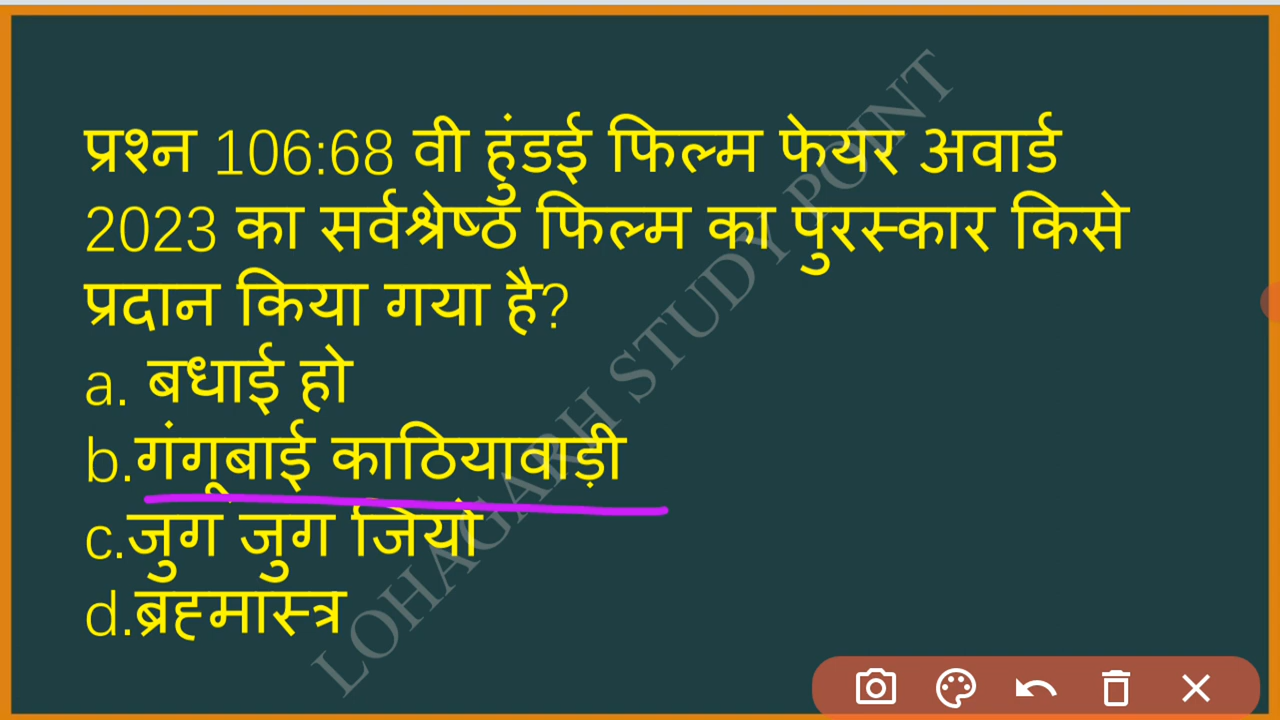 प्रश्न 106:68 वी हुंडई फिल्म फेयर अवार्ड
2023 का सर्वश्रेष्ठ फिल्म का पुरस्कार किसे
प्रदान किया गया है?
a. बधाई हो
b.गंगूबाई काठियावाड़ी
c.जुग जुग जियो
d.ब्रह्मास्त्र
LOHAGARH STUDY POINT